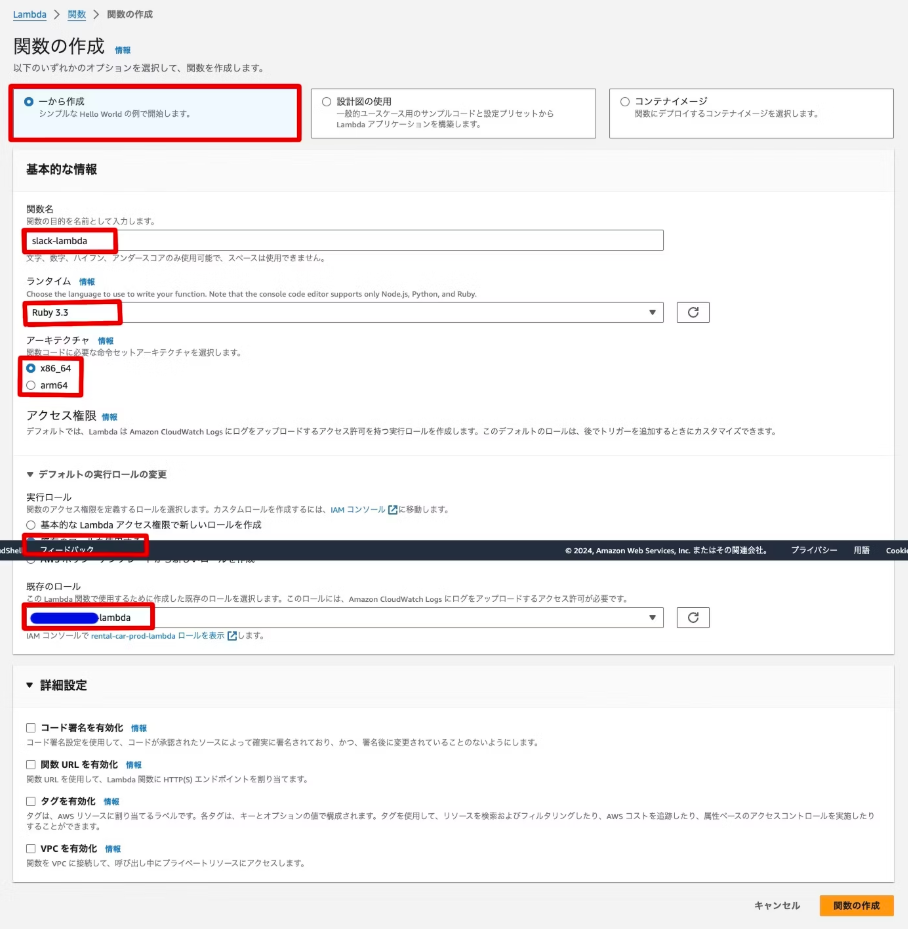 Lambda > 関数 > 関数の作成
関数の作成 情報
以下のいずれかのオプションを選択して、関数を作成します。
一から作成
シンプルな Hello World の例で開始します。
設計図の使用
一般的ユースケース用のサンプルコードと設定プリセットから
Lambda アプリケーションを構築します。
コンテナイメージ
関数にデプロイするコンテナイメージを選択します。
基本的な情報
関数名
関数の目的を名前として入力します。
slack-lambda
文字、数字、ハイフン、アンダースコアのみ使用可能で、スペースは使用できません。
ランタイム 情報
Choose the language to use to write your function. Note that the console code editor supports only Node.js, Python, and Ruby.
Ruby 3.3
アーキテクチャ 情報
関数コードに必要な命令セットアーキテクチャを選択します。
x86_64
arm64
アクセス権限 情報
デフォルトでは、Lambda は Amazon CloudWatch Logs にログをアップロードするアクセス許可を持つ実行ロールを作成します。このデフォルトのロールは、後でトリガーを追加するときにカスタマイズできます。
▼ デフォルトの実行ロールの変更
実行ロール
関数のアクセス権限を定義するロールを選択します。カスタムロールを作成するには、IAM コンソール に移動します。
基本的な Lambda アクセス権限で新しいロールを作成
フィードバック
© 2024, Amazon Web Services, Inc. またはその関連会社。 プライバシー 用語 Cookie
既存のロール
この Lambda 関数で使用するために作成した既存のロールを選択します。このロールには、Amazon CloudWatch Logs にログをアップロードするアクセス許可が必要です。
-lambda
IAM コンソールで rental-car-prod-lambda ロールを表示 します。
▼ 詳細設定
コード署名を有効化 情報
コード署名設定を使用して、コードが承認されたソースによって確実に署名されており、かつ、署名後に変更されていることのないようにします。
関数 URL を有効化 情報
関数 URL を使用して、Lambda 関数に HTTP(S) エンドポイントを割り当てます。
タグを有効化 情報
タグは、AWS リソースに割り当てるラベルです。各タグは、キーとオプションの値で構成されます。タグを使用して、リソースを検索およびフィルタリングしたり、AWS コストを追跡したり、属性ベースのアクセスコントロールを実施したり
することができます。
VPC を有効化 情報
関数を VPC に接続して、呼び出し中にプライベートリソースにアクセスします。
キャンセル
関数の作成